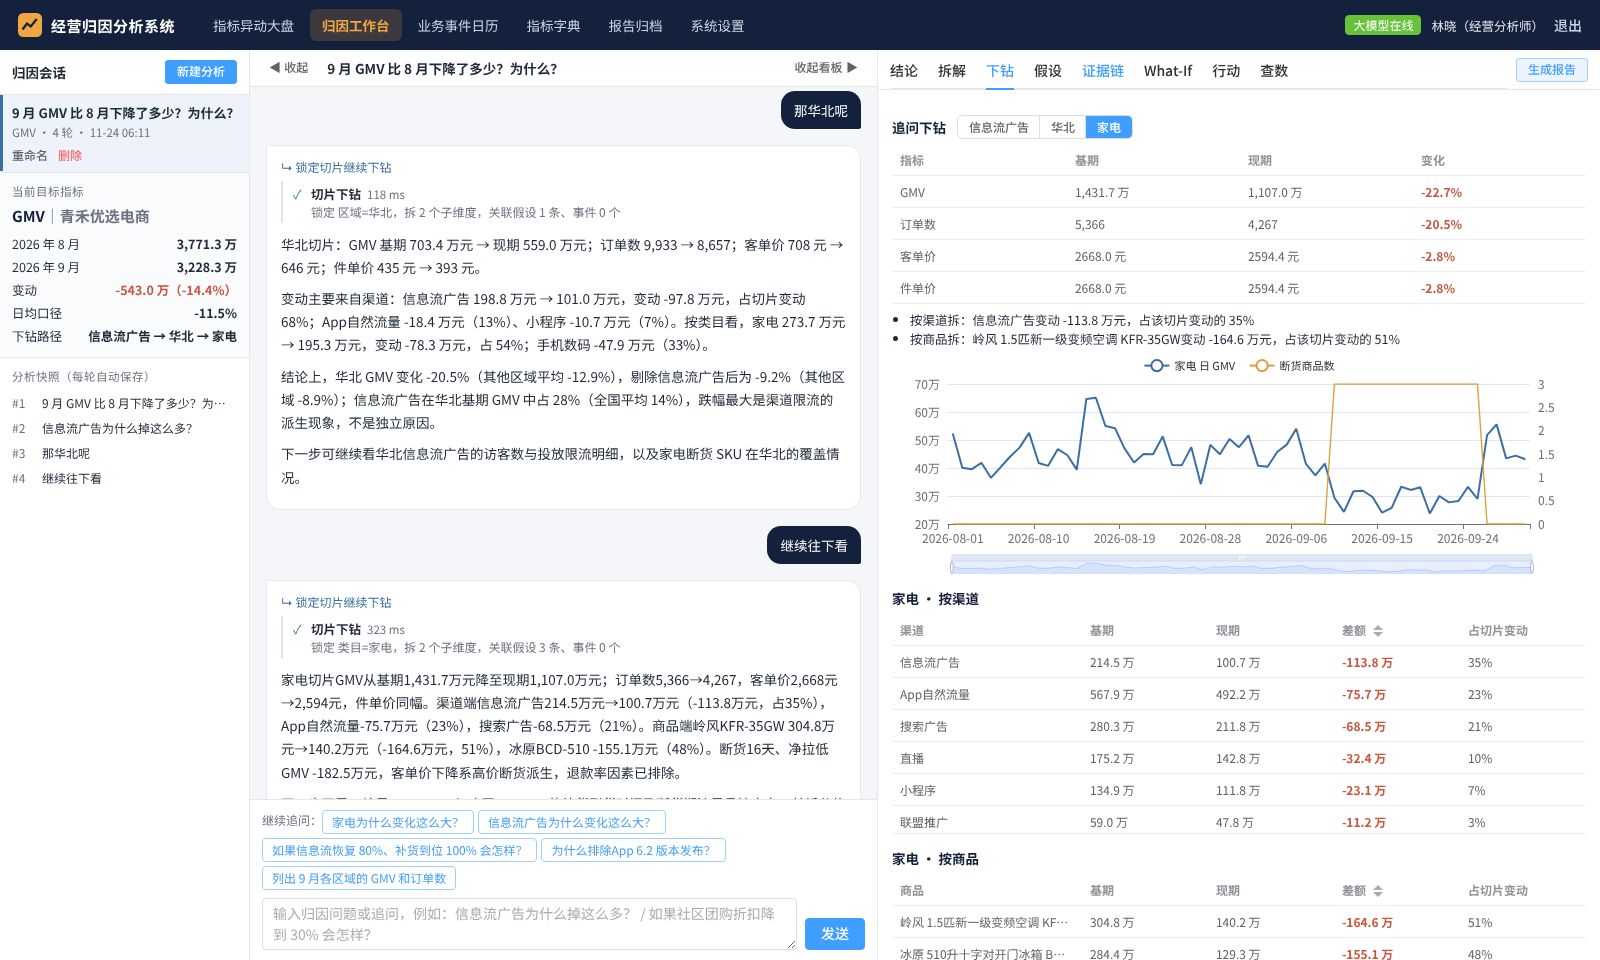 经营归因分析系统
指标异动大盘 归因工作台 业务事件日历 指标字典 报告归档 系统设置
大模型在线 林晓（经营分析师） 退出
归因会话 新建分析
9 月 GMV 比 8 月下降了多少？为什么？
GMV · 4 轮 · 11-24 06:11
重命名 删除
当前目标指标
GMV｜青禾优选电商
2026 年 8 月 3,771.3 万
2026 年 9 月 3,228.3 万
变动 -543.0 万（-14.4%）
日均口径 -11.5%
下钻路径 信息流广告 → 华北 → 家电
分析快照（每轮自动保存）
#1 9 月 GMV 比 8 月下降了多少？为…
#2 信息流广告为什么掉这么多？
#3 那华北呢
#4 继续往下看
◀ 收起 9 月 GMV 比 8 月下降了多少？为什么？ 收起看板 ▶
那华北呢
↳ 锁定切片继续下钻
✓ 切片下钻 118 ms
锁定 区域=华北，拆 2 个子维度，关联假设 1 条、事件 0 个
华北切片：GMV 基期 703.4 万元 → 现期 559.0 万元；订单数 9,933 → 8,657；客单价 708 元 →
646 元；件单价 435 元 → 393 元。
变动主要来自渠道：信息流广告 198.8 万元 → 101.0 万元，变动 -97.8 万元，占切片变动
68%；App自然流量 -18.4 万元（13%）、小程序 -10.7 万元（7%）。按类目看，家电 273.7 万元
→ 195.3 万元，变动 -78.3 万元，占 54%；手机数码 -47.9 万元（33%）。
结论上，华北 GMV 变化 -20.5%（其他区域平均 -12.9%），剔除信息流广告后为 -9.2%（其他区
域 -8.9%）；信息流广告在华北基期 GMV 中占 28%（全国平均 14%），跌幅最大是渠道限流的
派生现象，不是独立原因。
下一步可继续看华北信息流广告的访客数与投放限流明细，以及家电断货 SKU 在华北的覆盖情
况。
继续往下看
↳ 锁定切片继续下钻
✓ 切片下钻 323 ms
锁定 类目=家电，拆 2 个子维度，关联假设 3 条、事件 0 个
家电切片GMV从基期1,431.7万元降至现期1,107.0万元；订单数5,366→4,267，客单价2,668元
→2,594元，件单价同幅。渠道端信息流广告214.5万元→100.7万元（-113.8万元，占35%），
App自然流量-75.7万元（23%），搜索广告-68.5万元（21%）。商品端岭风KFR-35GW 304.8万
元→140.2万元（-164.6万元，51%），冰原BCD-510 -155.1万元（48%）。断货16天、净拉低
GMV -182.5万元，客单价下降系高价断货派生，退款率因素已排除。
继续追问： 家电为什么变化这么大？ 信息流广告为什么变化这么大？
如果信息流恢复 80%、补货到位 100% 会怎样？ 为什么排除App 6.2 版本发布？
列出 9 月各区域的 GMV 和订单数
输入归因问题或追问，例如：信息流广告为什么掉这么多？ / 如果社区团购折扣降
到 30% 会怎样？
发送
结论 拆解 下钻 假设 证据链 What-If 行动 查数 生成报告
追问下钻 信息流广告 华北 家电
指标 基期 现期 变化
GMV 1,431.7 万 1,107.0 万 -22.7%
订单数 5,366 4,267 -20.5%
客单价 2668.0 元 2594.4 元 -2.8%
件单价 2668.0 元 2594.4 元 -2.8%
• 按渠道拆：信息流广告变动 -113.8 万元，占该切片变动的 35%
• 按商品拆：岭风 1.5匹新一级变频空调 KFR-35GW变动 -164.6 万元，占该切片变动的 51%
家电 日 GMV 断货商品数
70万 3
60万 2.5
50万 2
40万 1.5
30万 1
20万 0.5
0
2026-08-01 2026-08-10 2026-08-19 2026-08-28 2026-09-06 2026-09-15 2026-09-24
家电 · 按渠道
渠道 基期 现期 差额 占切片变动
信息流广告 214.5 万 100.7 万 -113.8 万 35%
App自然流量 567.9 万 492.2 万 -75.7 万 23%
搜索广告 280.3 万 211.8 万 -68.5 万 21%
直播 175.2 万 142.8 万 -32.4 万 10%
小程序 134.9 万 111.8 万 -23.1 万 7%
联盟推广 59.0 万 47.8 万 -11.2 万 3%
家电 · 按商品
商品 基期 现期 差额 占切片变动
岭风 1.5匹新一级变频空调 KF… 304.8 万 140.2 万 -164.6 万 51%
冰原 510升十字对开门冰箱 B… 284.4 万 129.3 万 -155.1 万 48%